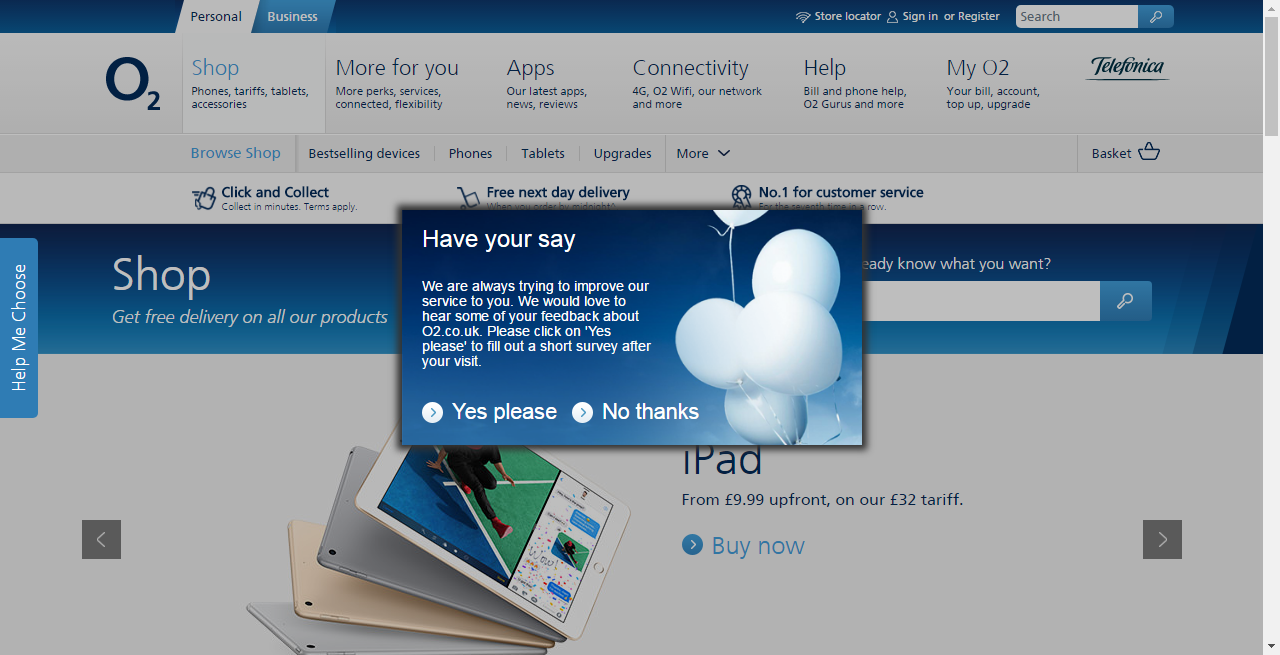 Personal
Business
Store locator
Sign in or Register
Search
O2
Shop
Phones, tariffs, tablets,
accessories
More for you
More perks, services,
connected, flexibility
Apps
Our latest apps,
news, reviews
Connectivity
4G, O2 Wifi, our network
and more
Help
Bill and phone help,
O2 Gurus and more
My O2
Your bill, account,
top up, upgrade
Telefónica
Browse Shop
Bestselling devices
Phones
Tablets
Upgrades
More
Basket
Click and Collect
Collect in minutes. Terms apply.
Free next day delivery
When you order by midnight^
No.1 for customer service
For the seventh time in a row.
Help Me Choose
Shop
Get free delivery on all our products
know what you want?
Have your say
We are always trying to improve our
service to you. We would love to
hear some of your feedback about
O2.co.uk. Please click on 'Yes
please' to fill out a short survey after
your visit.
Yes please
No thanks
iPad
From £9.99 upfront, on our £32 tariff.
Buy now